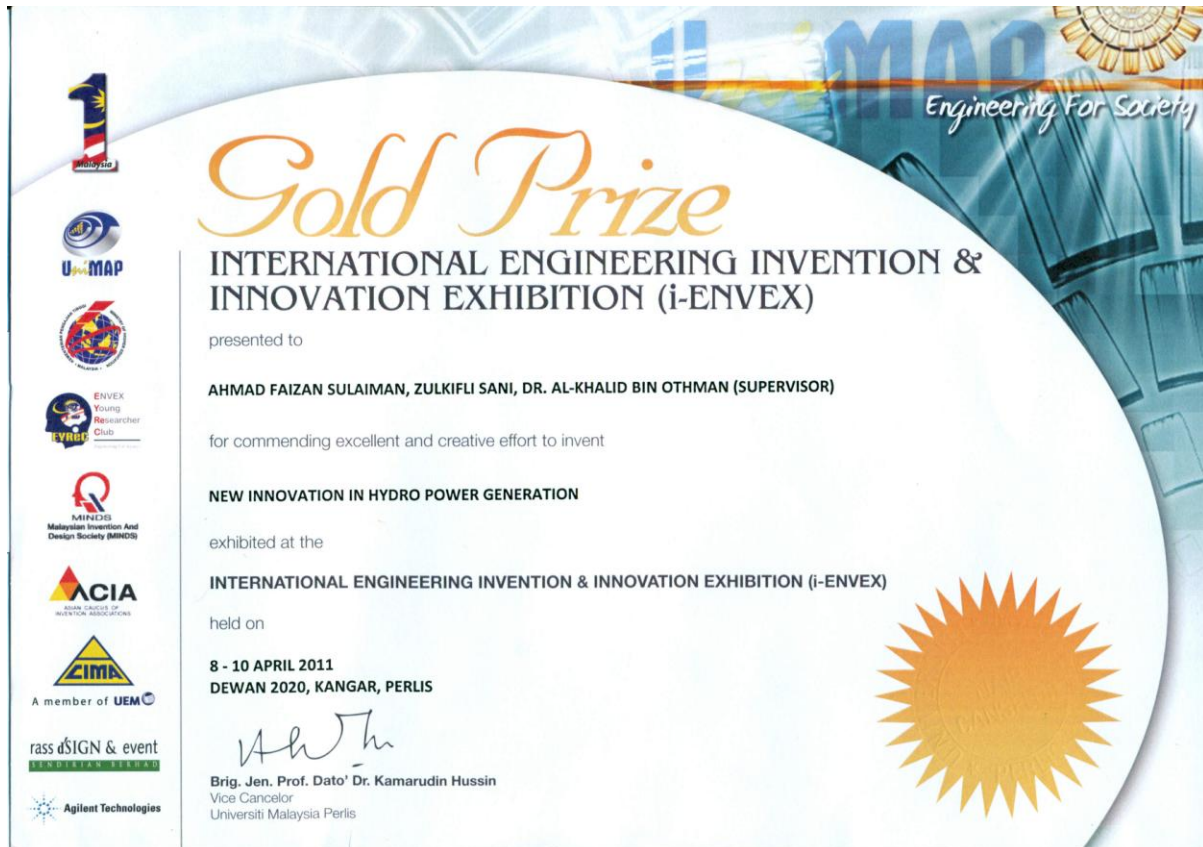 UniMAP
Engineering For Society
1
Malaysia
Gold Prize
UniMAP
INTERNATIONAL ENGINEERING INVENTION &
INNOVATION EXHIBITION (i-ENVEX)
presented to
AHMAD FAIZAN SULAIMAN, ZULKIFLI SANI, DR. AL-KHALID BIN OTHMAN (SUPERVISOR)
ENVEX
Young
Researcher
Club
EYReC
for commending excellent and creative effort to invent
MINDS
Malaysian Invention And
Design Society (MINDS)
NEW INNOVATION IN HYDRO POWER GENERATION
exhibited at the
ACIA
ASIAN CAUCUS OF
INVENTION ASSOCIATIONS
INTERNATIONAL ENGINEERING INVENTION & INNOVATION EXHIBITION (i-ENVEX)
held on
CIMA
A member of UEM
8 - 10 APRIL 2011
DEWAN 2020, KANGAR, PERLIS
rass dSIGN & event
SENDIRIAN BERHAD
Brig. Jen. Prof. Dato' Dr. Kamarudin Hussin
Vice Cancelor
Universiti Malaysia Perlis
Agilent Technologies